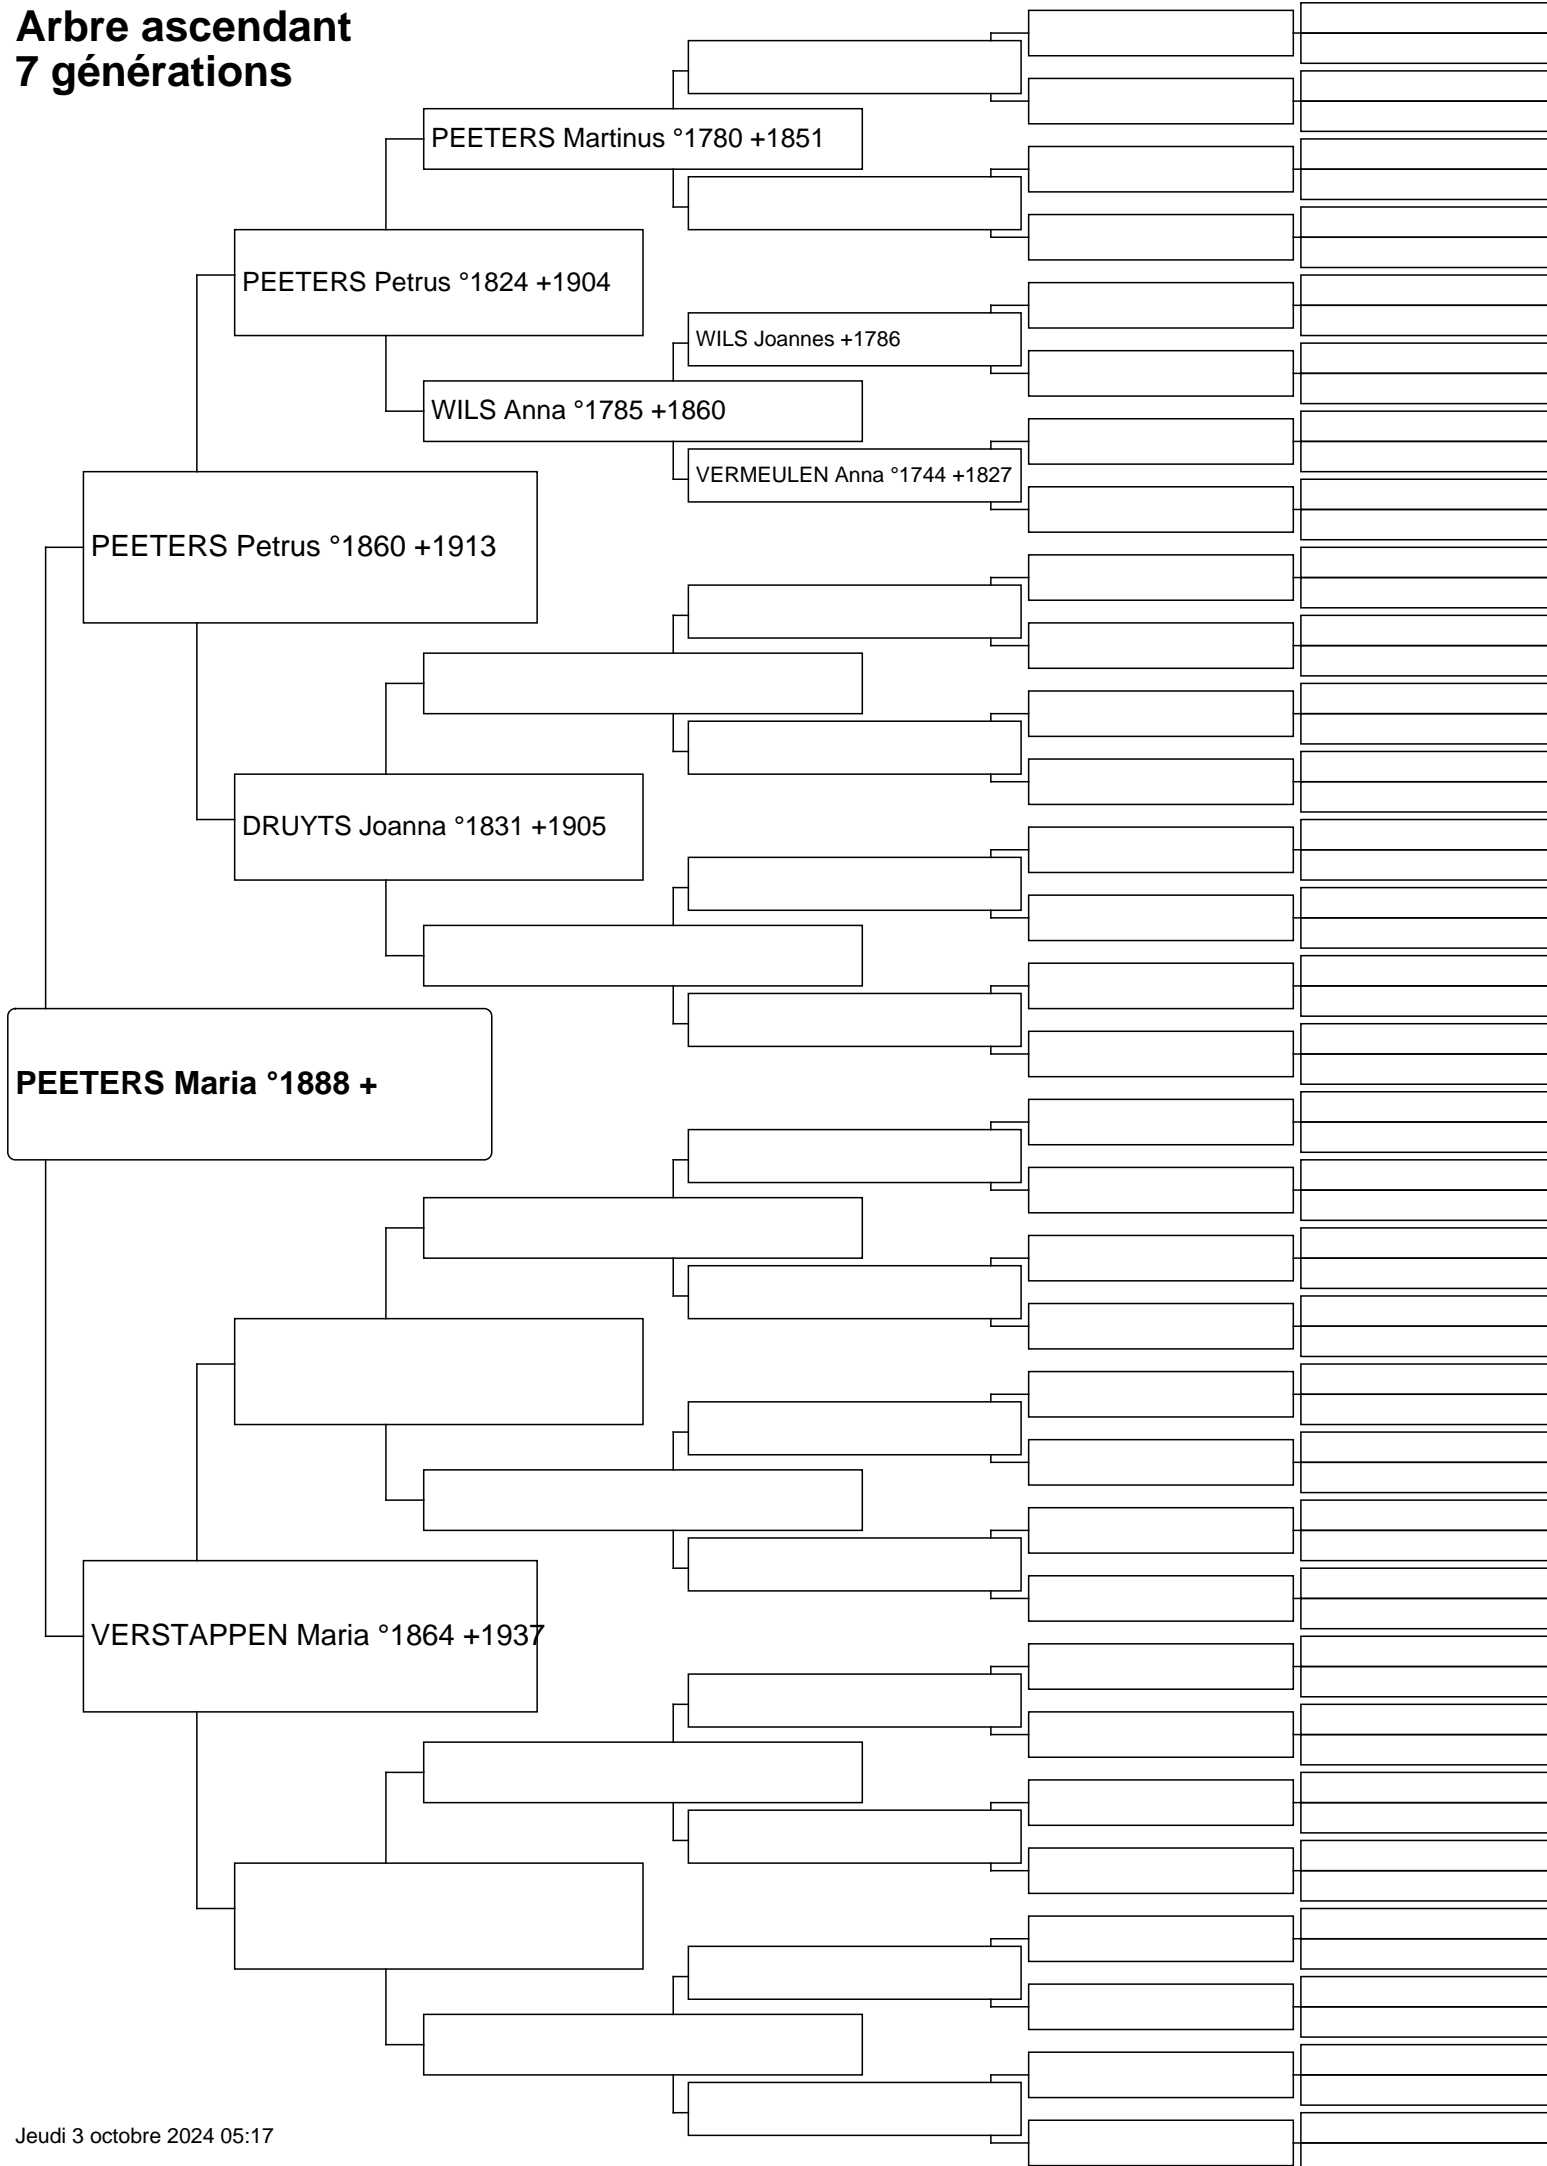 Arbre ascendant
7 générations
PEETERS Martinus °1780 +1851
PEETERS Petrus °1824 +1904
WILS Joannes +1786
WILS Anna °1785 +1860
VERMEULEN Anna °1744 +1827
PEETERS Petrus °1860 +1913
DRUYTS Joanna °1831 +1905
PEETERS Maria °1888 +
VERSTAPPEN Maria °1864 +1937
Jeudi 3 octobre 2024 05:17